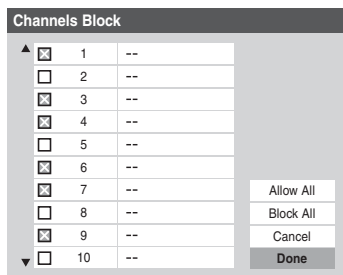 Channels Block
1 --
2 --
3 --
4 --
5 --
6 --
7 -- Allow All
8 -- Block All
9 -- Cancel
10 -- Done